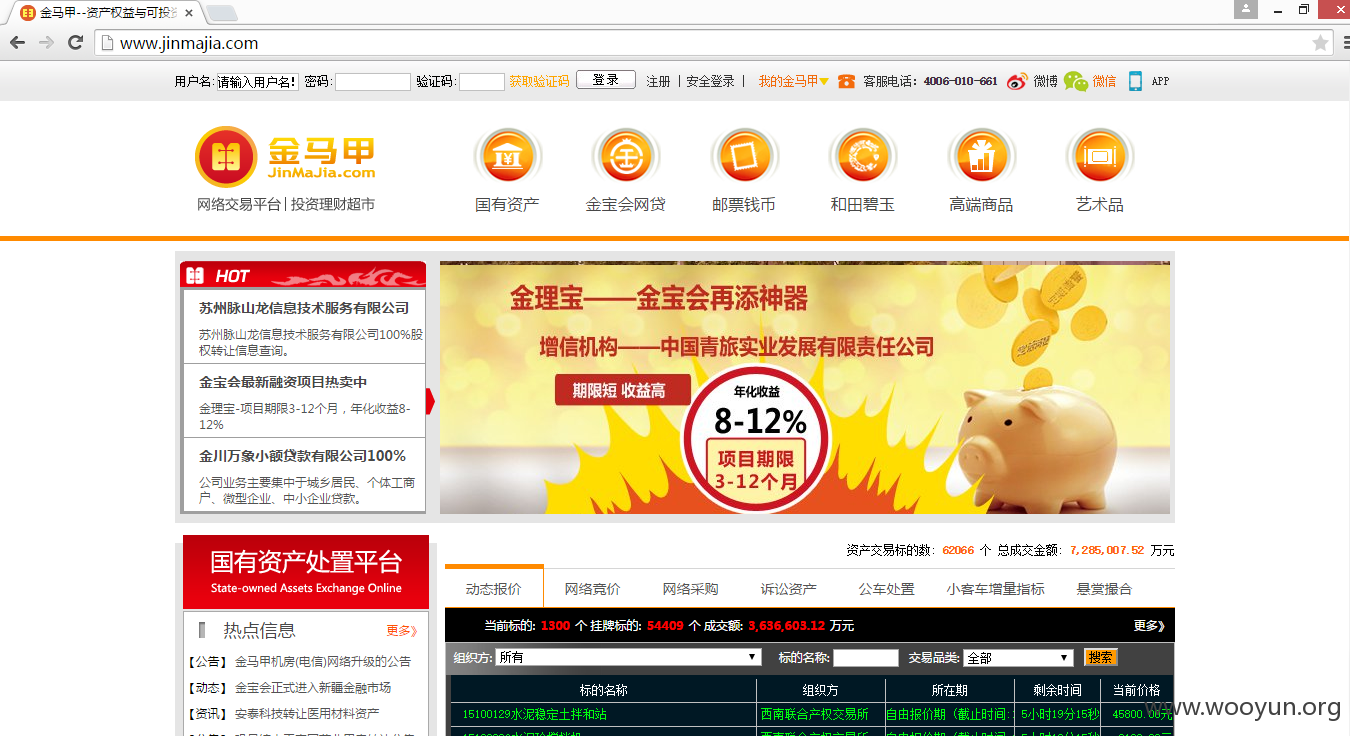 金马甲--资产权益与可投资
www.jinmajia.com
用户名: 请输入用户名! 密码: 验证码: 获取验证码 登录 注册 | 安全登录 | 我的金马甲 客服电话: 4006-010-661 微博 微信 APP
金马甲
JinMaJia.com
网络交易平台 | 投资理财超市
国有资产 金宝会网贷 邮票钱币 和田碧玉 高端商品 艺术品
HOT
苏州脉山龙信息技术服务有限公司
苏州脉山龙信息技术服务有限公司100%股
权转让信息查询。
金宝会最新融资项目热卖中
金理宝-项目期限3-12个月，年化收益8-
12%
金川万象小额贷款有限公司100%
公司业务主要集中于城乡居民、个体工商
户、微型企业、中小企业贷款。
金理宝——金宝会再添神器
增信机构——中国青旅实业发展有限责任公司
期限短 收益高
年化收益
8-12%
项目期限
3-12个月
国有资产处置平台
State-owned Assets Exchange Online
热点信息 更多》
【公告】 金马甲机房(电信)网络升级的公告
【动态】 金宝会正式进入新疆金融市场
【资讯】 安泰科技转让医用材料资产
资产交易标的数: 62066 个 总成交金额: 7,285,007.52 万元
动态报价 网络竞价 网络采购 诉讼资产 公车处置 小客车增量指标 悬赏撮合
当前标的: 1300 个 挂牌标的: 54409 个 成交额: 3,636,603.12 万元 更多》
组织方: 所有 标的名称: 交易品类: 全部 搜索
标的名称 组织方 所在期 剩余时间 当前价格
15100129水泥稳定土拌和站 西南联合产权交易所 自由报价期（截止时间: 5小时19分15秒 45800.00元
www.wooyun.org